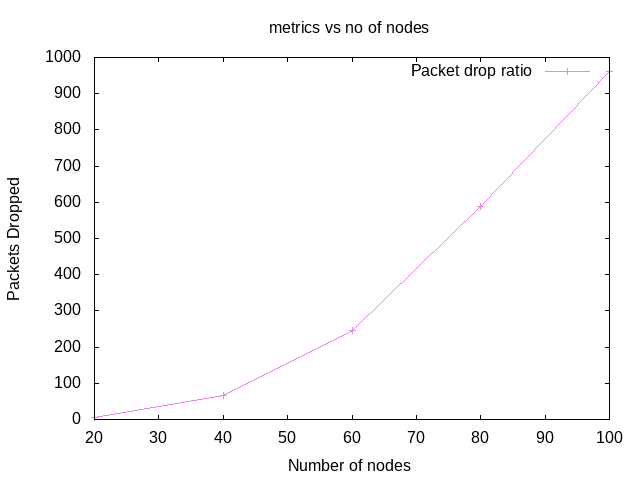 metrics vs no of nodes
1000
Packet drop ratio
900
800
700
600
500
400
300
200
100
0
Packets Dropped
20 30 40 50 60 70 80 90 100
Number of nodes